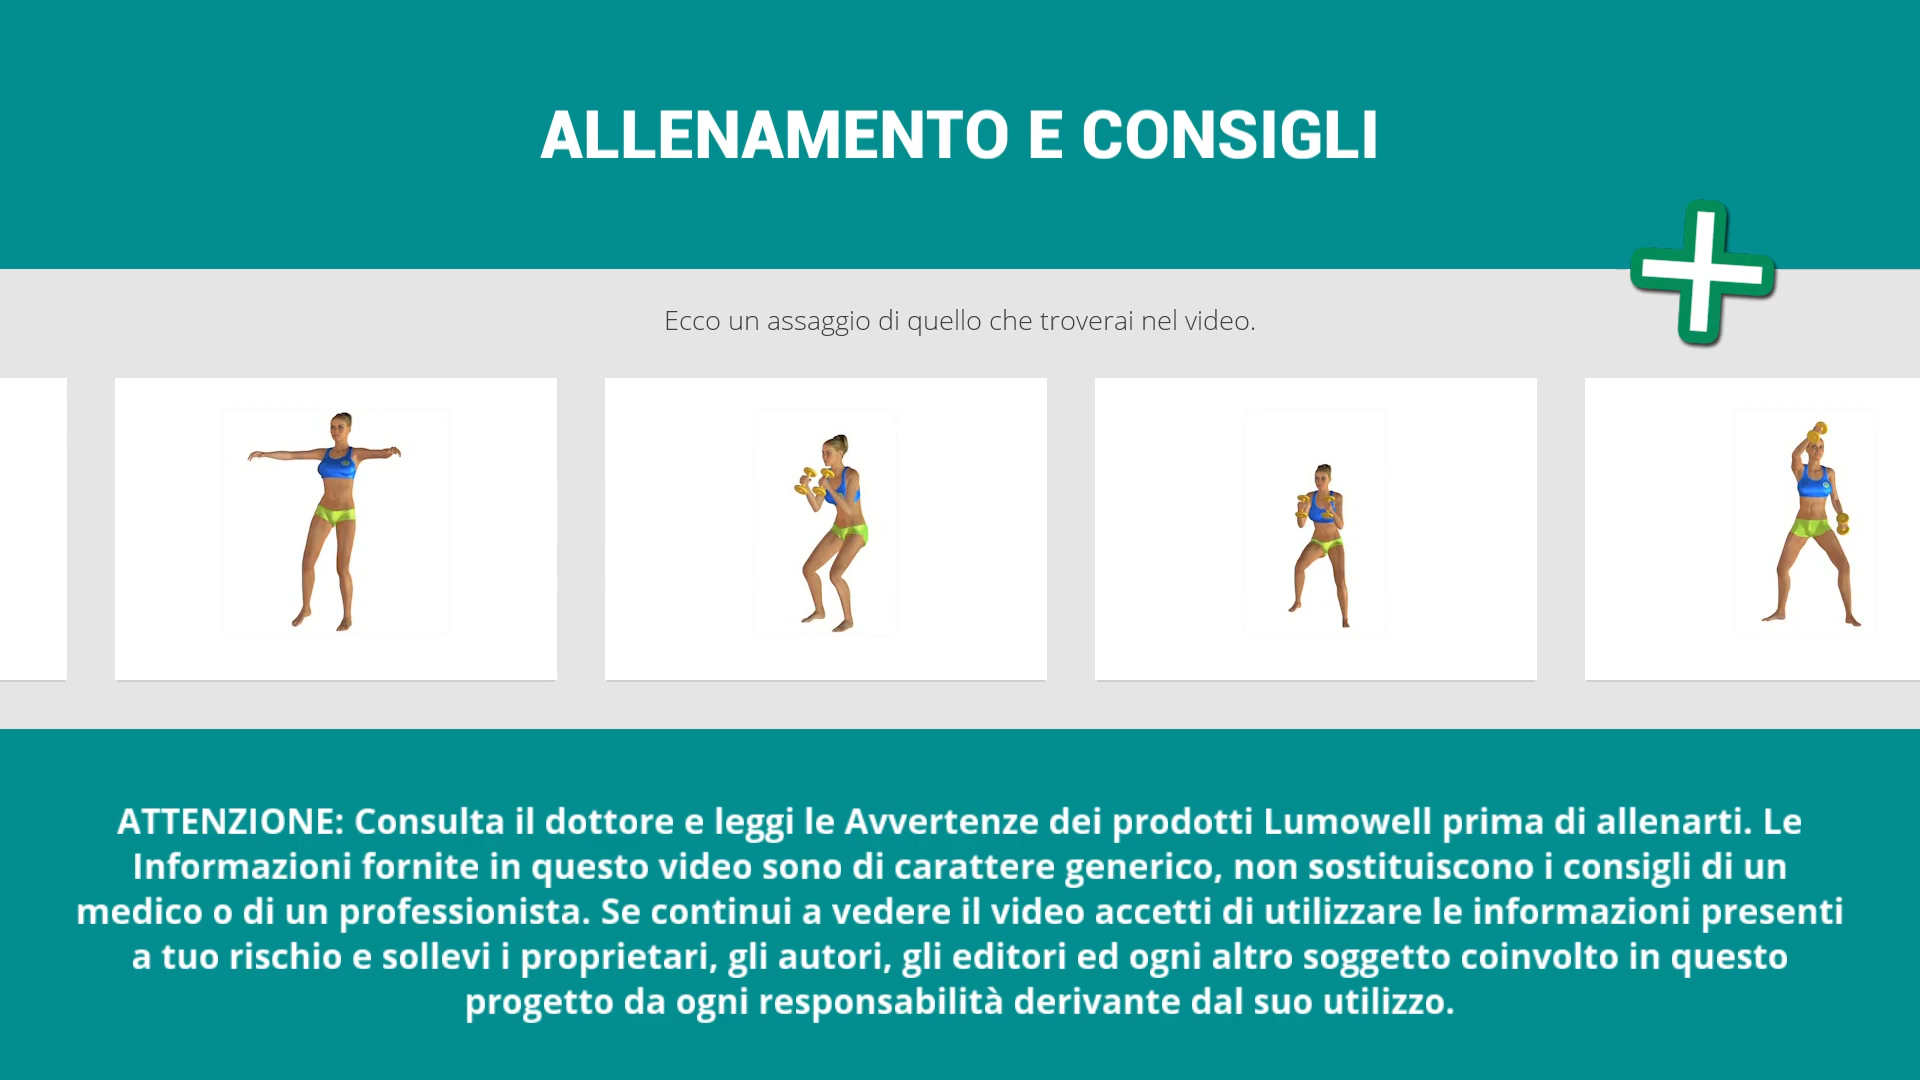 ALLENAMENTO E CONSIGLI
Ecco un assaggio di quello che troverai nel video.
ATTENZIONE: Consulta il dottore e leggi le Avvertenze dei prodotti Lumowell prima di allenarti. Le
Informazioni fornite in questo video sono di carattere generico, non sostituiscono i consigli di un
medico o di un professionista. Se continui a vedere il video accetti di utilizzare le informazioni presenti
a tuo rischio e sollevi i proprietari, gli autori, gli editori ed ogni altro soggetto coinvolto in questo
progetto da ogni responsabilità derivante dal suo utilizzo.